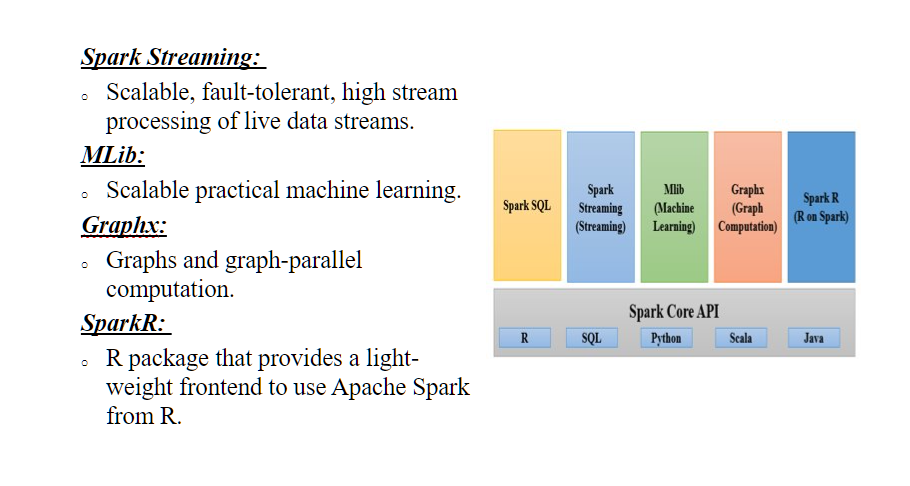 Spark Streaming:
o Scalable, fault-tolerant, high stream
processing of live data streams.
MLib:
o Scalable practical machine learning.
Graphx:
o Graphs and graph-parallel
computation.
SparkR:
o R package that provides a light-
weight frontend to use Apache Spark
from R.
Spark SQL
Spark
Streaming
(Streaming)
Mlib
(Machine
Learning)
Graphx
(Graph
Computation)
Spark R
(R on Spark)
Spark Core API
R
SQL
Python
Scala
Java